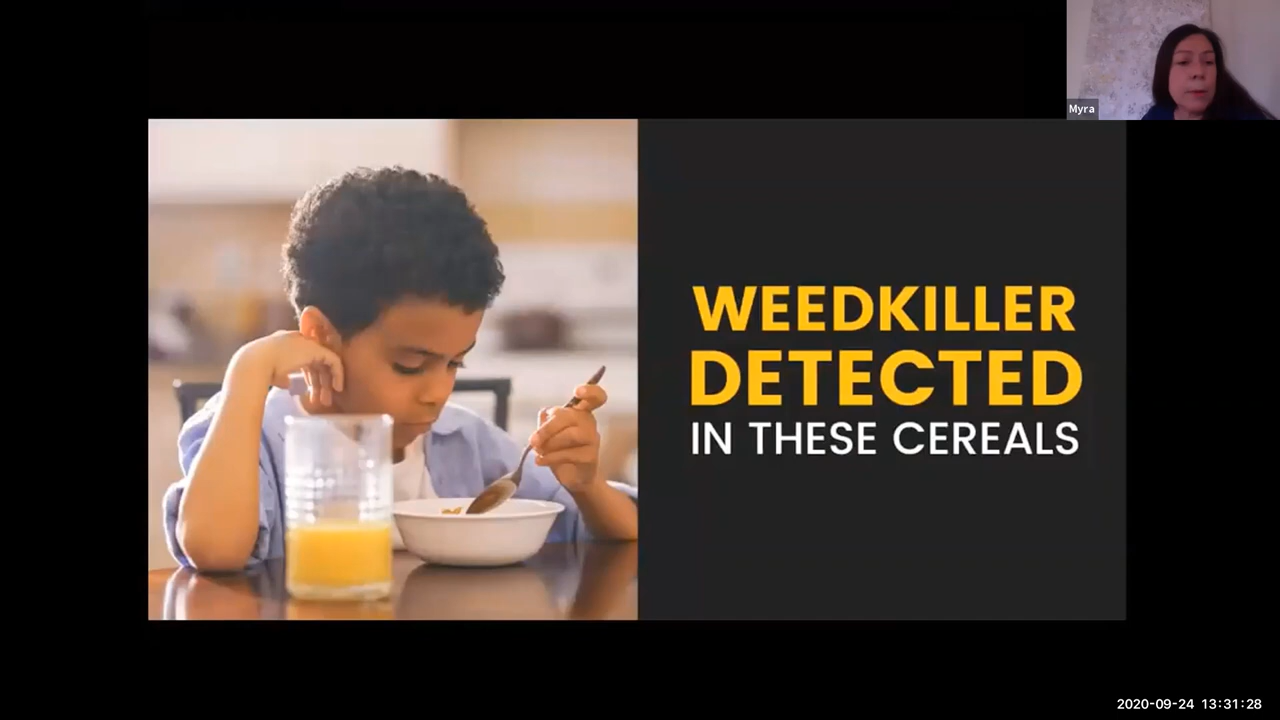 Myra
WEEDKILLER
DETECTED
IN THESE CEREALS
2020-09-24 13:31:28